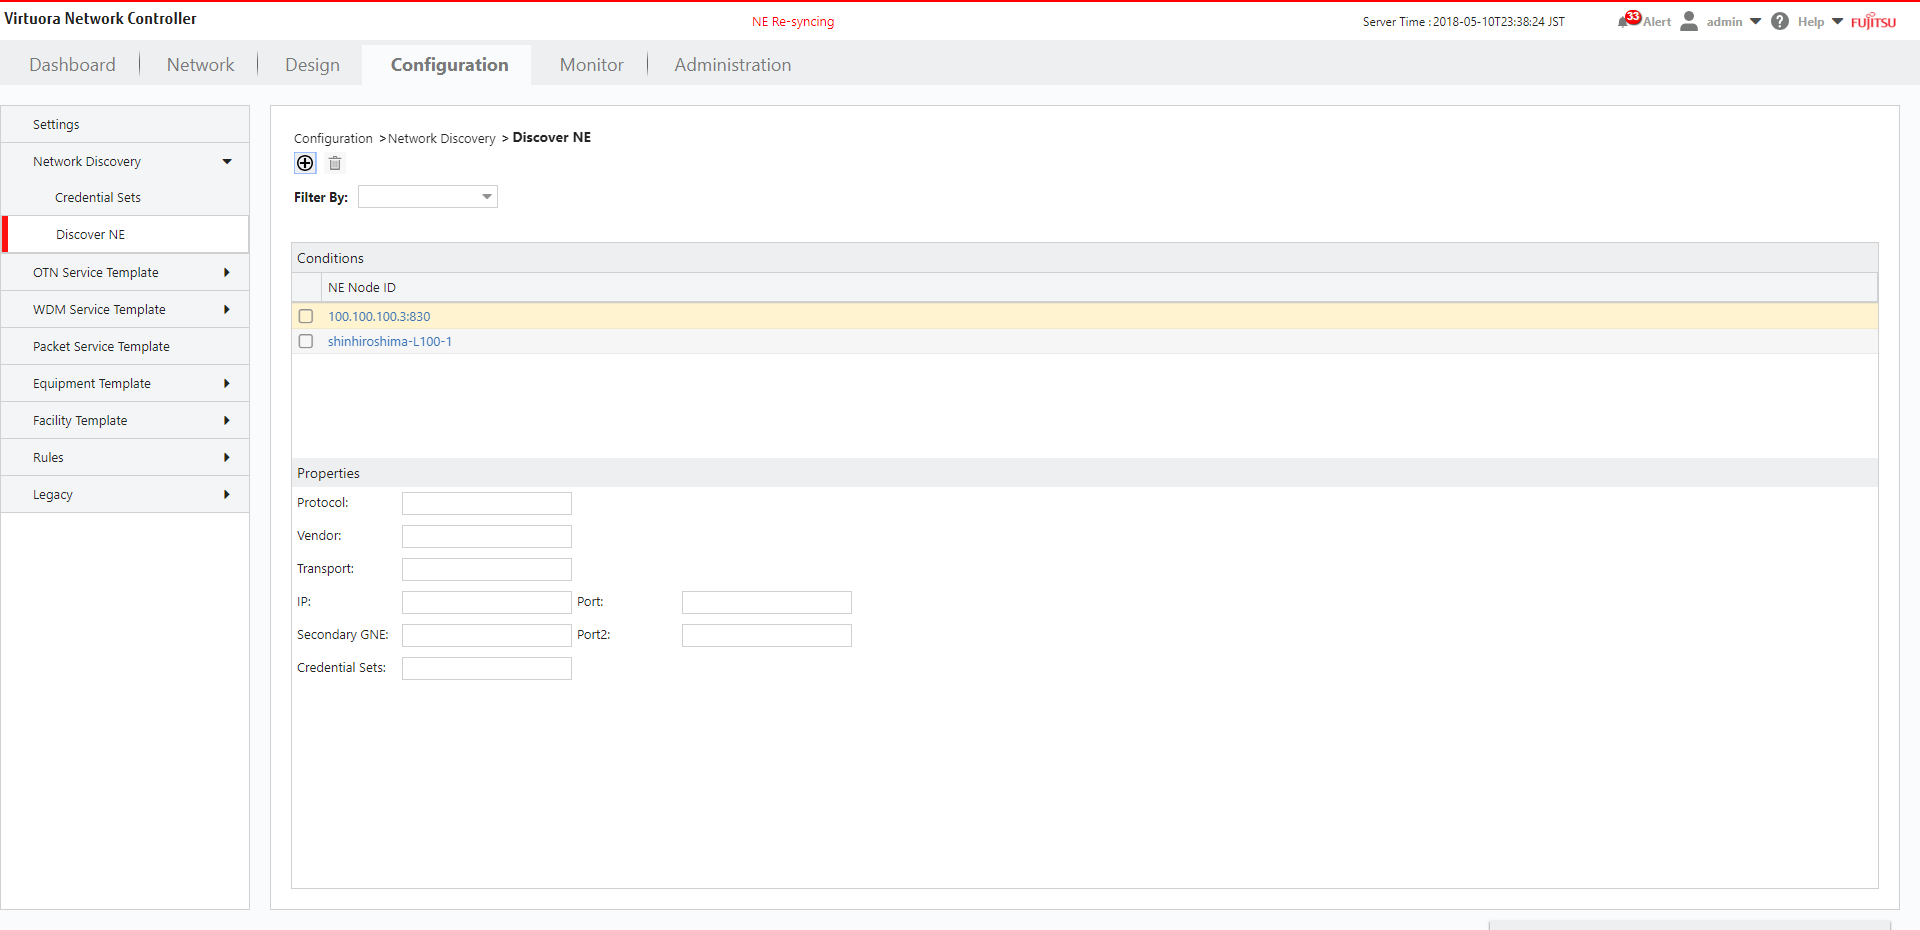 Virtuora Network Controller
NE Re-syncing
Server Time : 2018-05-10T23:38:24 JST
33
Alert
admin
? Help
FUJITSU
Dashboard
Network
Design
Configuration
Monitor
Administration
Settings
Network Discovery
Credential Sets
Discover NE
OTN Service Template
WDM Service Template
Packet Service Template
Equipment Template
Facility Template
Rules
Legacy
Configuration >Network Discovery > Discover NE
Filter By:
Conditions
NE Node ID
100.100.100.3:830
shinhiroshima-L100-1
Properties
Protocol:
Vendor:
Transport:
IP: Port:
Secondary GNE: Port2:
Credential Sets: